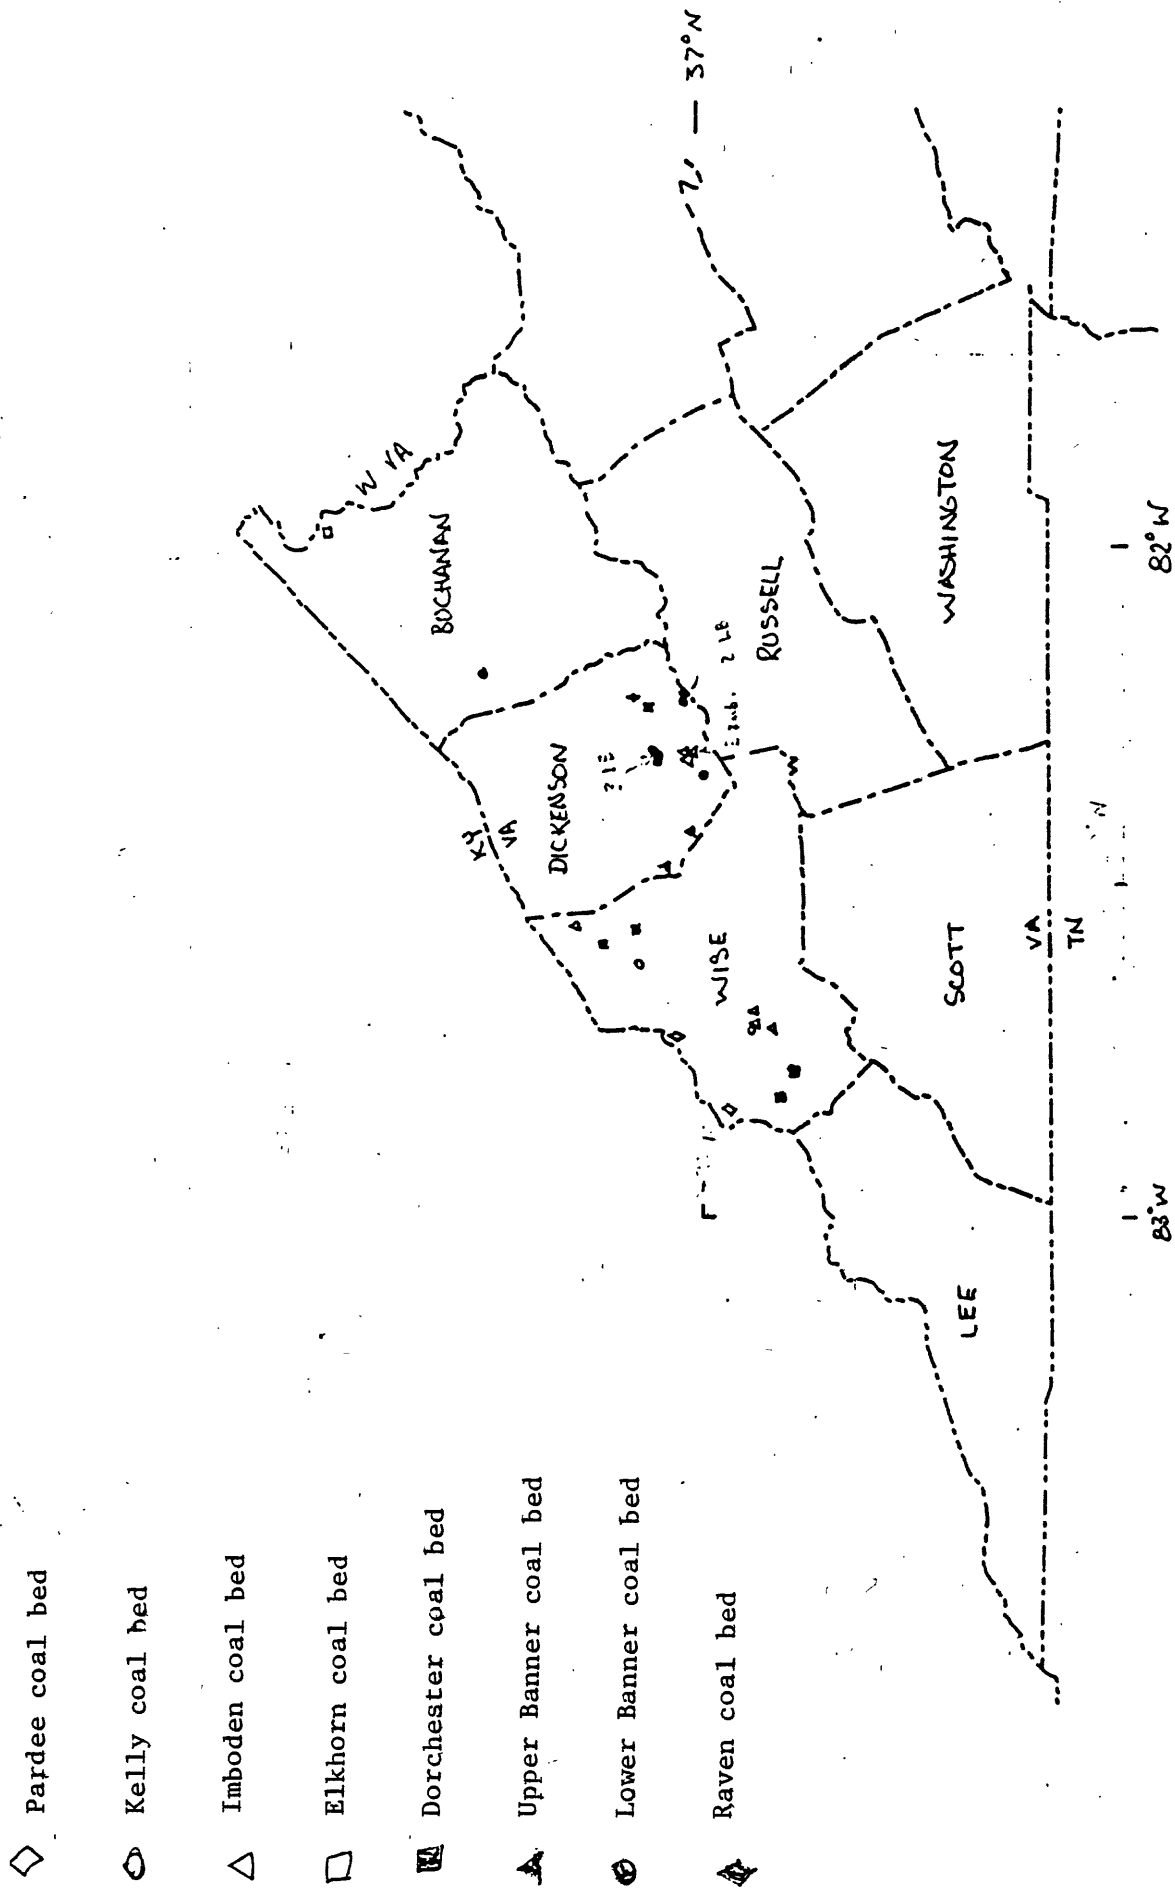 Pardee coal bed
Kelly coal bed
Imboden coal bed
Elkhorn coal bed
Dorchester coal bed
Upper Banner coal bed
Lower Banner coal bed
Raven coal bed
W VA
BUCHANAN
KY
VA
DICKENSON
2 LB
RUSSELL
WISE
WASHINGTON
SCOTT
LEE
VA
TN
37°N
82°W
83°W